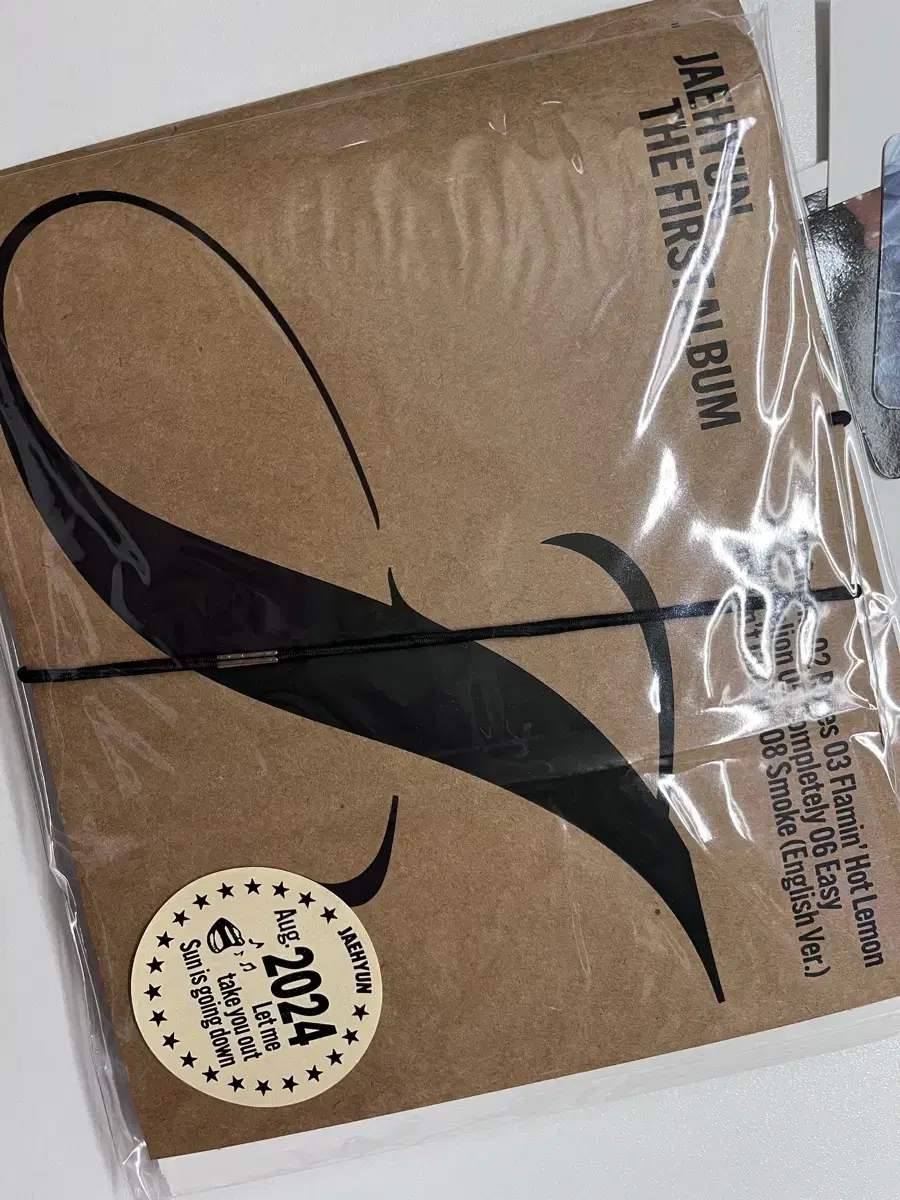 JAEHYUN
THE FIRST ALBUM
J
02 03 Flamin' Hot Lemon
Completely 06 Easy
08 Smoke (English Ver.)
JAEHYUN
Aug. 2024
Let me
take you out
Sun is going down